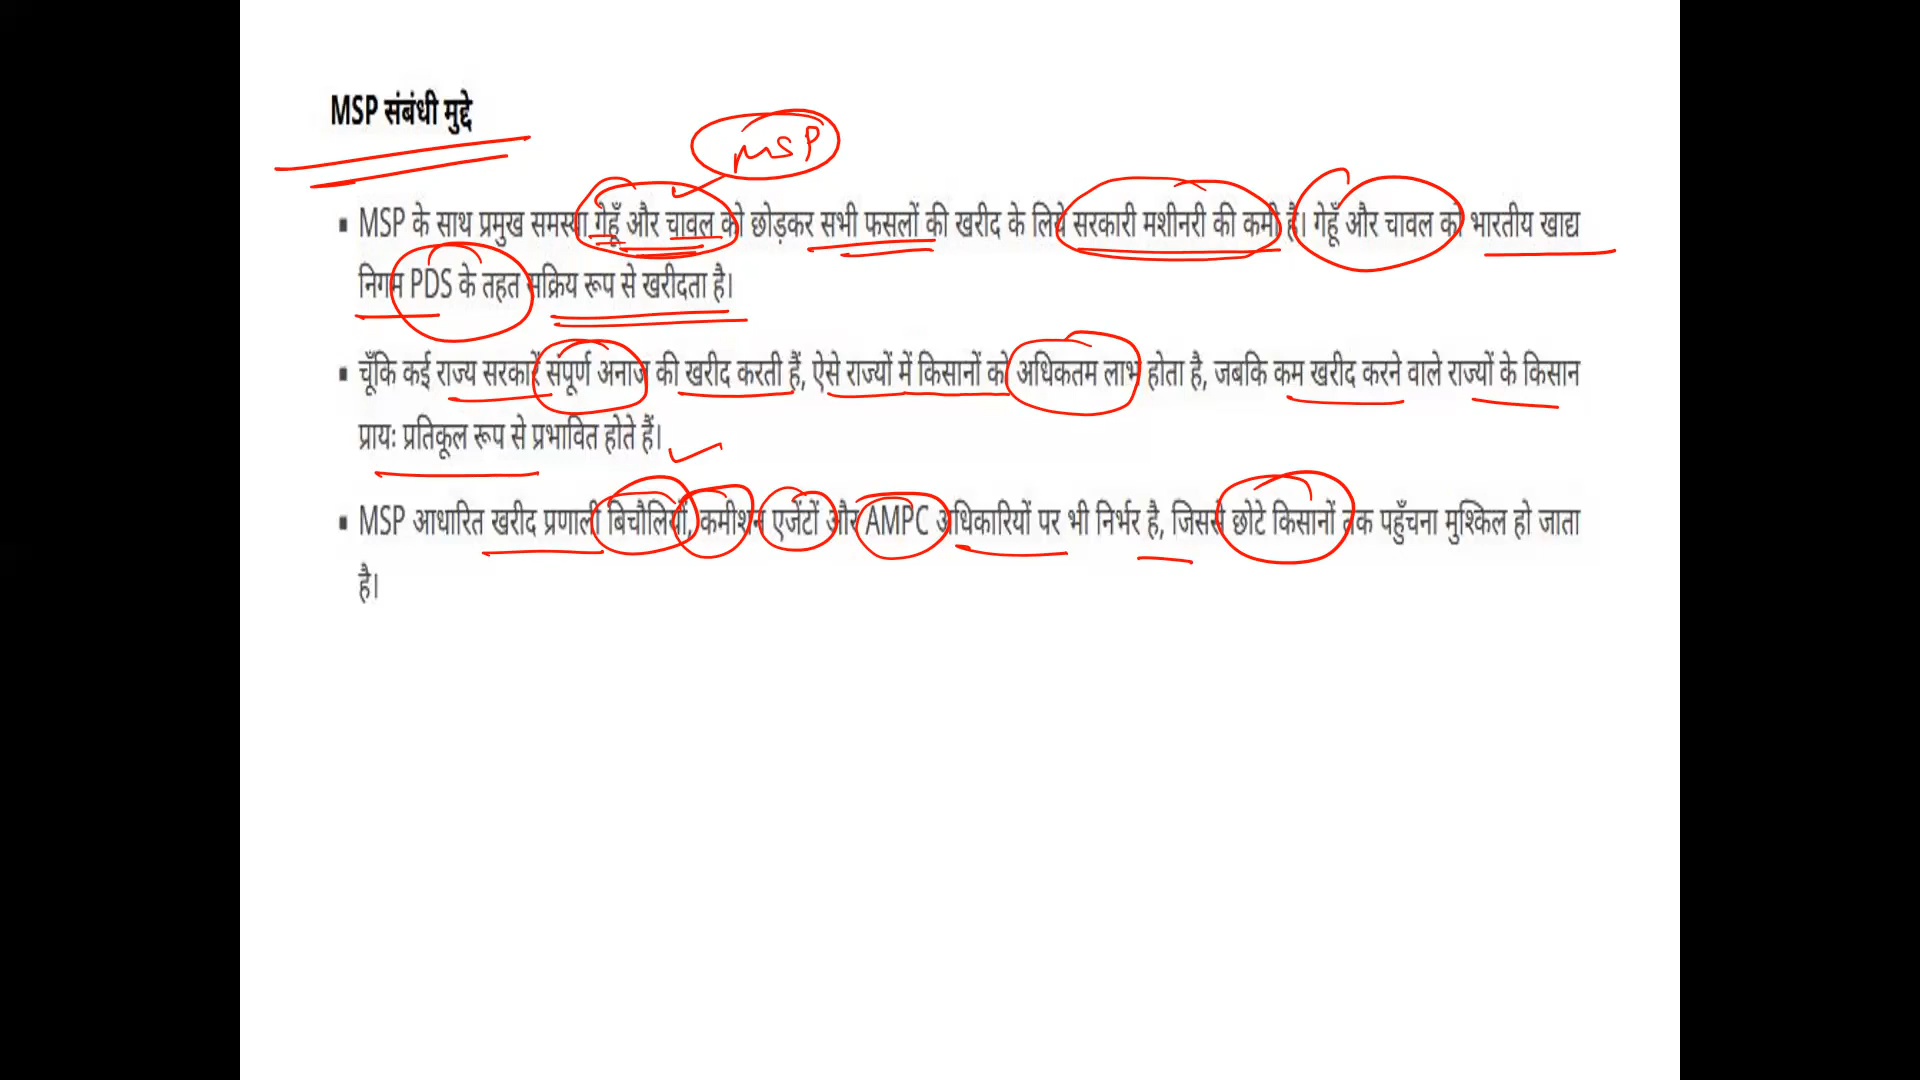 MSP संबंधी मुद्दे
MSP
▪ MSP के साथ प्रमुख समस्या गेहूँ और चावल को छोड़कर सभी फसलों की खरीद के लिये सरकारी मशीनरी की कमी है। गेहूँ और चावल को भारतीय खाद्य
निगम PDS के तहत सक्रिय रूप से खरीदता है।
▪ चूँकि कई राज्य सरकारें संपूर्ण अनाज की खरीद करती हैं, ऐसे राज्यों में किसानों को अधिकतम लाभ होता है, जबकि कम खरीद करने वाले राज्यों के किसान
प्रायः प्रतिकूल रूप से प्रभावित होते हैं।
▪ MSP आधारित खरीद प्रणाली बिचौलियों, कमीशन एजेंटों और AMPC अधिकारियों पर भी निर्भर है, जिससे छोटे किसानों तक पहुँचना मुश्किल हो जाता
है।